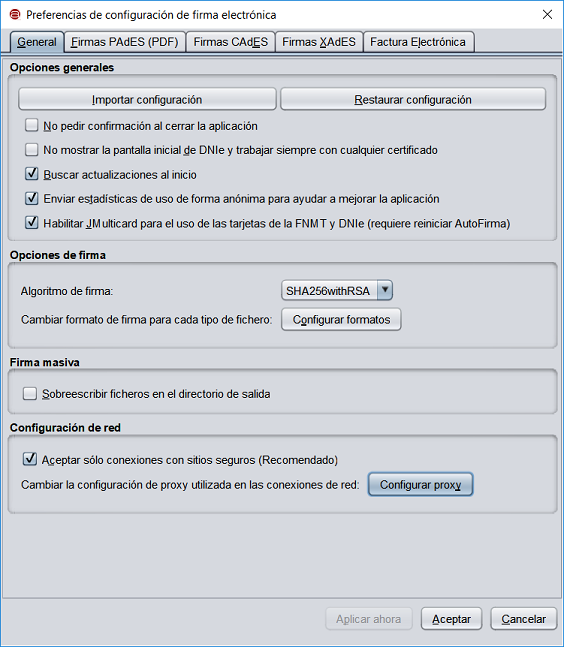 Preferencias de configuración de firma electrónica
General Firmas PAdES (PDF) Firmas CAdES Firmas XAdES Factura Electrónica
Opciones generales
Importar configuración Restaurar configuración
No pedir confirmación al cerrar la aplicación
No mostrar la pantalla inicial de DNIe y trabajar siempre con cualquier certificado
Buscar actualizaciones al inicio
Enviar estadísticas de uso de forma anónima para ayudar a mejorar la aplicación
Habilitar JMulticard para el uso de las tarjetas de la FNMT y DNIe (requiere reiniciar AutoFirma)
Opciones de firma
Algoritmo de firma: SHA256withRSA
Cambiar formato de firma para cada tipo de fichero: Configurar formatos
Firma masiva
Sobreescribir ficheros en el directorio de salida
Configuración de red
Aceptar sólo conexiones con sitios seguros (Recomendado)
Cambiar la configuración de proxy utilizada en las conexiones de red: Configurar proxy
Aplicar ahora Aceptar Cancelar